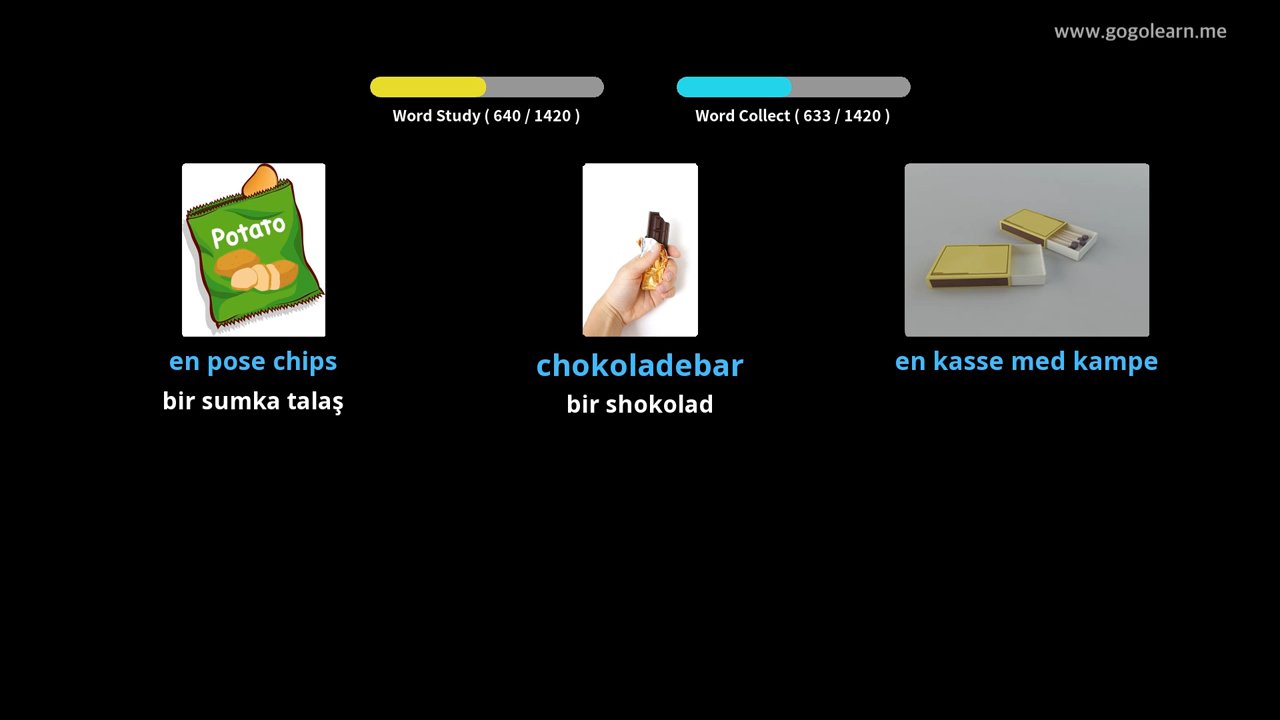 www.gogolearn.me
Word Study ( 640 / 1420 )
Word Collect ( 633 / 1420 )
Potato
en pose chips
bir sumka talaş
chokoladebar
bir shokolad
en kasse med kampe